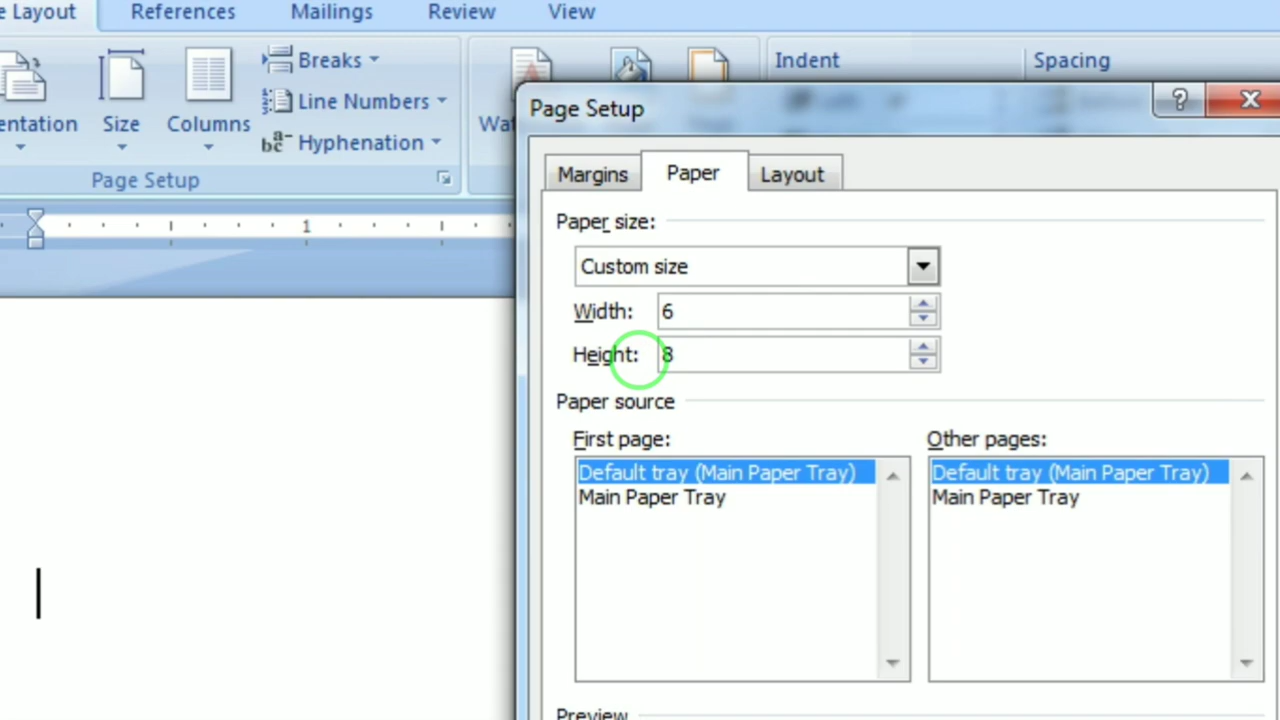 e Layout References Mailings Review View
Breaks Indent Spacing
Line Numbers
entation Size Columns
Hyphenation
Page Setup
1
Page Setup
Margins Paper Layout
Paper size:
Custom size
Width: 6
Height: 8
Paper source
First page: Other pages:
Default tray (Main Paper Tray) Default tray (Main Paper Tray)
Main Paper Tray Main Paper Tray
Preview